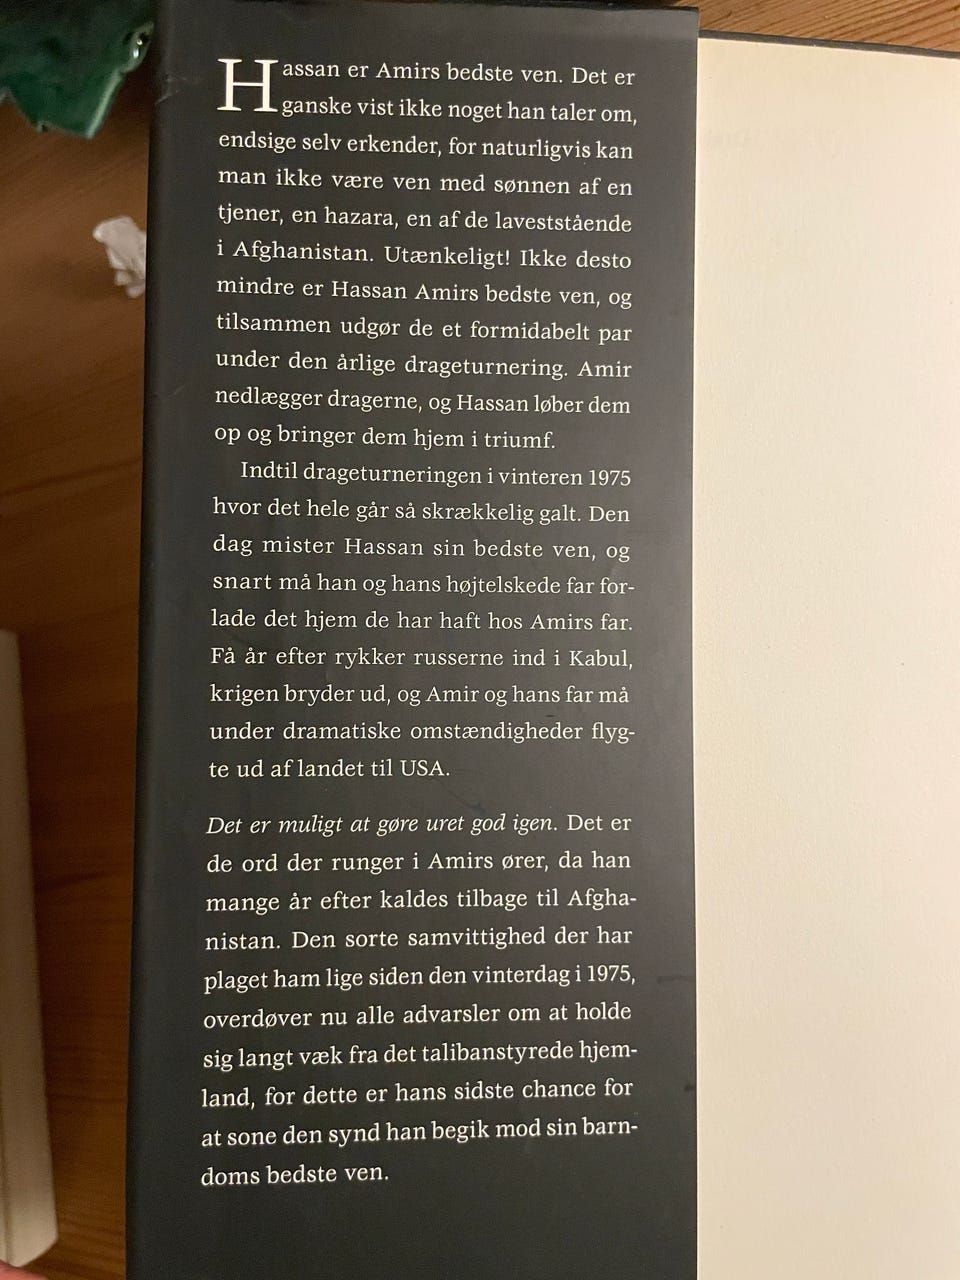 Hassan er Amirs bedste ven. Det er
ganske vist ikke noget han taler om,
endsige selv erkender, for naturligvis kan
man ikke være ven med sønnen af en
tjener, en hazara, en af de laveststående
i Afghanistan. Utænkeligt! Ikke desto
mindre er Hassan Amirs bedste ven, og
tilsammen udgør de et formidabelt par
under den årlige drageturnering. Amir
nedlægger dragerne, og Hassan løber dem
op og bringer dem hjem i triumf.
Indtil drageturneringen i vinteren 1975
hvor det hele går så skrækkelig galt. Den
dag mister Hassan sin bedste ven, og
snart må han og hans højtelskede far for-
lade det hjem de har haft hos Amirs far.
Få år efter rykker russerne ind i Kabul,
krigen bryder ud, og Amir og hans far må
under dramatiske omstændigheder flyg-
te ud af landet til USA.
Det er muligt at gøre uret god igen. Det er
de ord der runger i Amirs ører, da han
mange år efter kaldes tilbage til Afgha-
nistan. Den sorte samvittighed der har
plaget ham lige siden den vinterdag i 1975,
overdøver nu alle advarsler om at holde
sig langt væk fra det talibanstyrede hjem-
land, for dette er hans sidste chance for
at sone den synd han begik mod sin barn-
doms bedste ven.